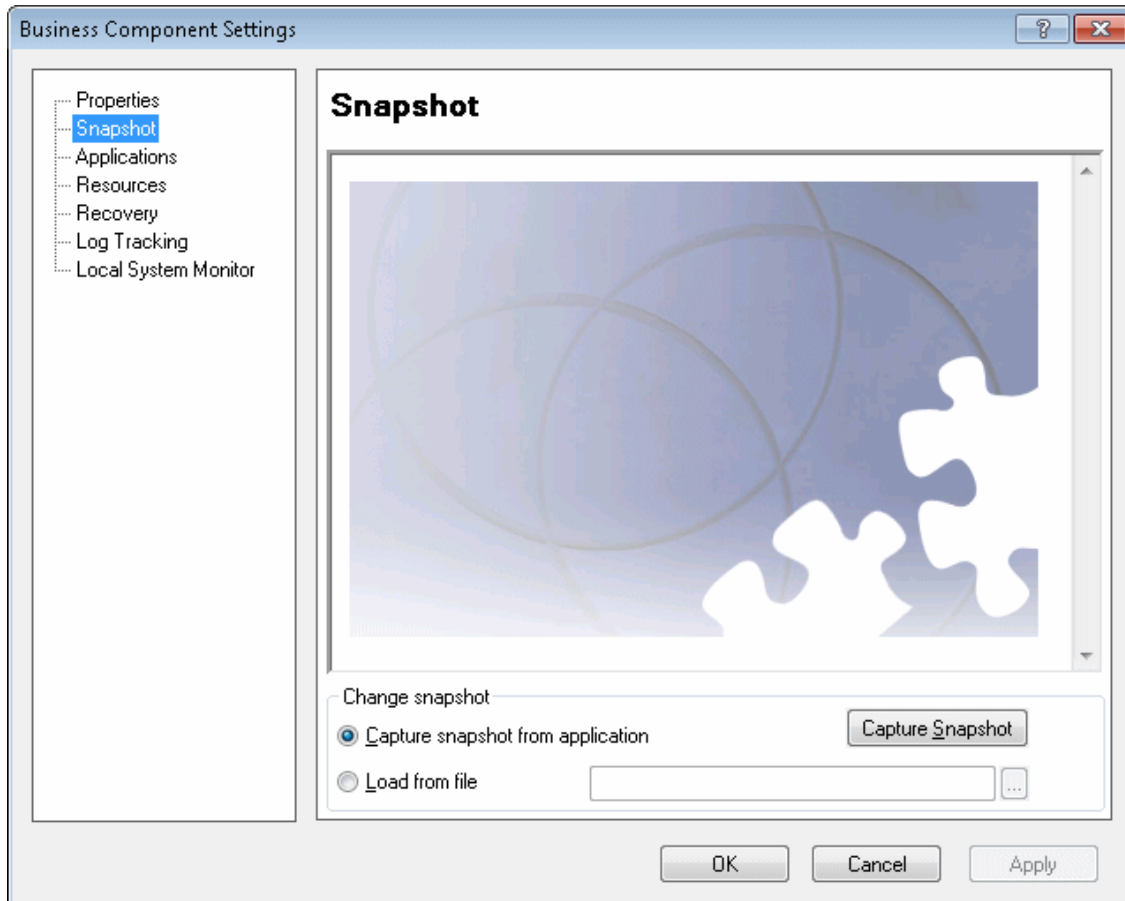 Business Component Settings
Properties
Snapshot
Applications
Resources
Recovery
Log Tracking
Local System Monitor
Snapshot
Change snapshot
Capture snapshot from application
Capture Snapshot
Load from file
...
OK
Cancel
Apply